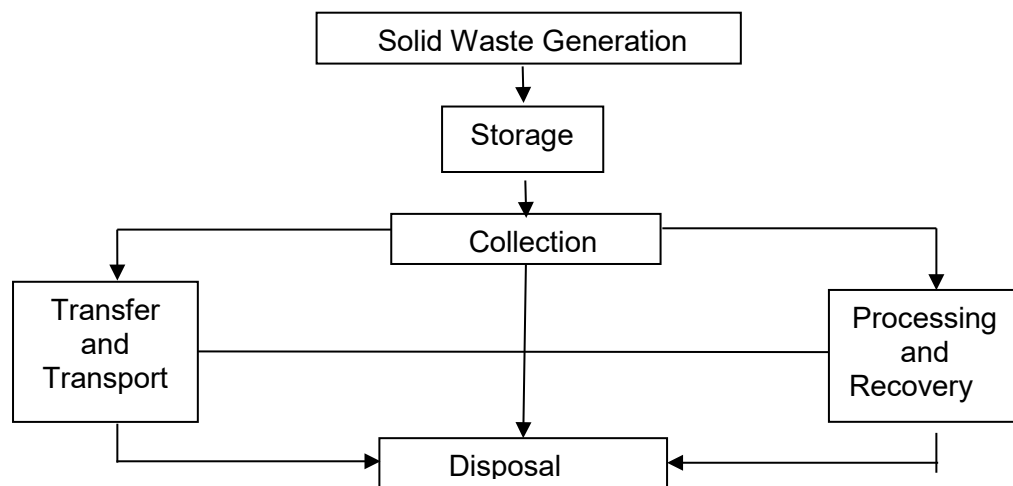 Solid Waste Generation
Storage
Collection
Transfer
and
Transport
Processing
and
Recovery
Disposal